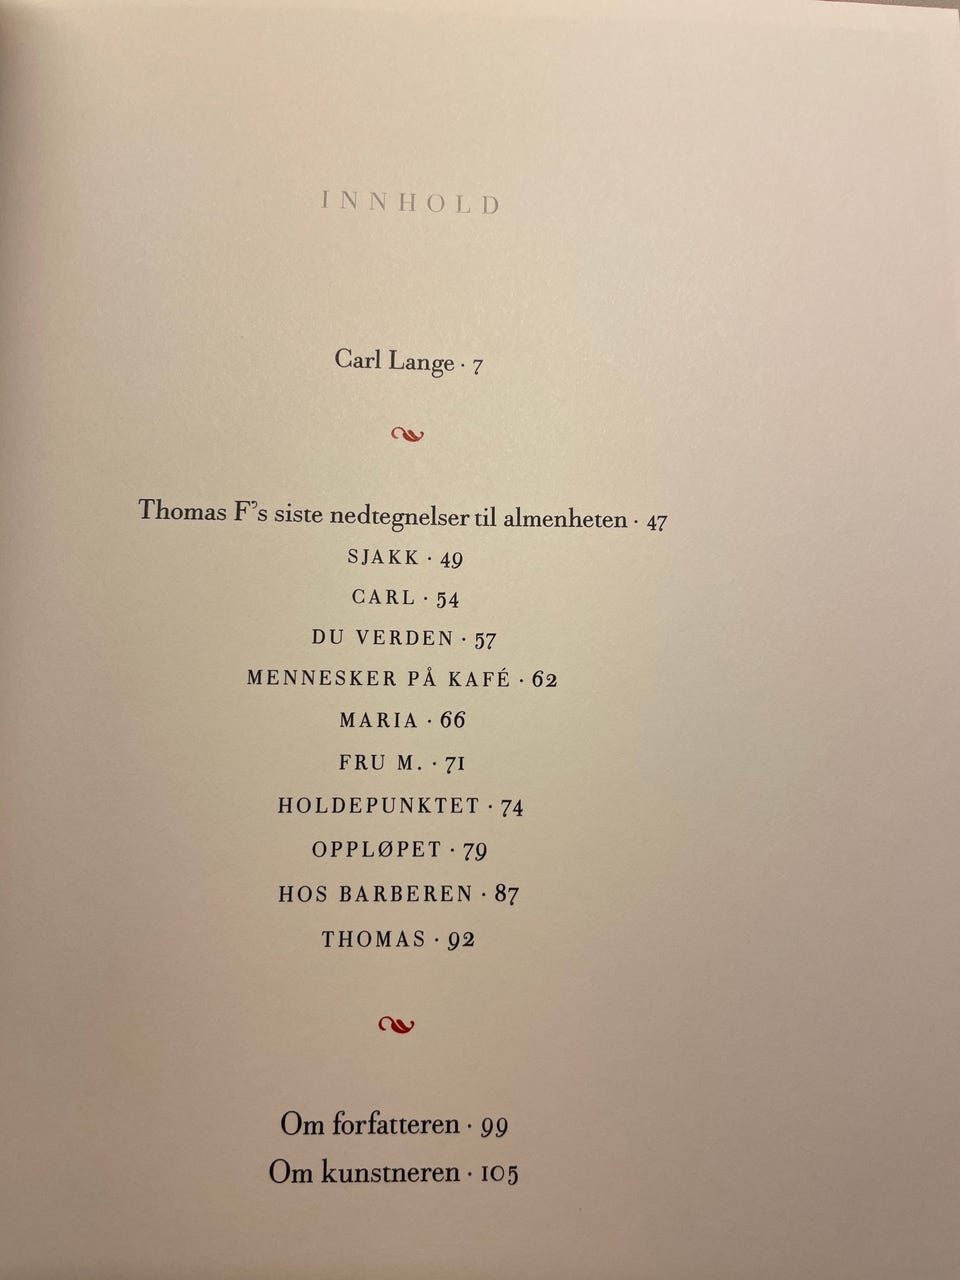 INNHOLD
Carl Lange · 7
Thomas F's siste nedtegnelser til almenheten · 47
SJAKK · 49
CARL · 54
DU VERDEN · 57
MENNESKER PÅ KAFÉ · 62
MARIA · 66
FRU M. · 71
HOLDEPUNKTET · 74
OPPLØPET · 79
HOS BARBEREN · 87
THOMAS · 92
Om forfatteren · 99
Om kunstneren · 105